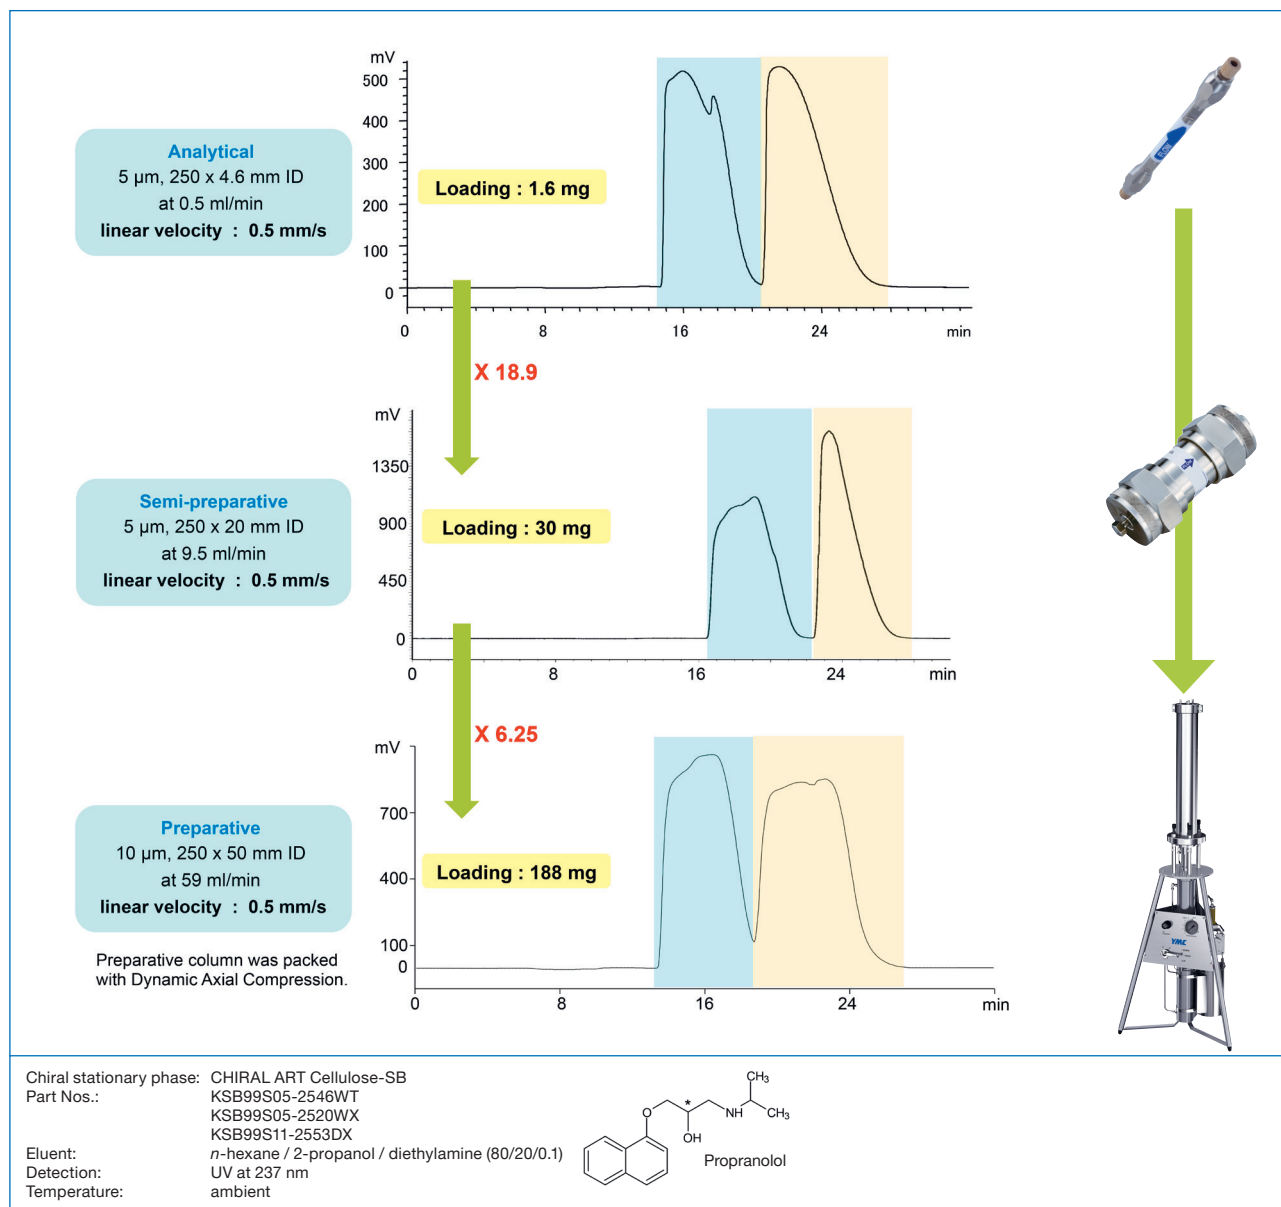 mV
500
400
300
200
100
0
0
8
16
24
min
Analytical
5 µm, 250 x 4.6 mm ID
at 0.5 ml/min
linear velocity : 0.5 mm/s
Loading : 1.6 mg
X 18.9
mV
1350
900
450
0
0
8
16
24
min
Semi-preparative
5 µm, 250 x 20 mm ID
at 9.5 ml/min
linear velocity : 0.5 mm/s
Loading : 30 mg
X 6.25
mV
700
400
100
0
0
8
16
24
min
Preparative
10 µm, 250 x 50 mm ID
at 59 ml/min
linear velocity : 0.5 mm/s
Loading : 188 mg
Preparative column was packed
with Dynamic Axial Compression.
YMC
Chiral stationary phase: CHIRAL ART Cellulose-SB
Part Nos.: KSB99S05-2546WT
KSB99S05-2520WX
KSB99S11-2553DX
Eluent: n-hexane / 2-propanol / diethylamine (80/20/0.1)
Detection: UV at 237 nm
Temperature: ambient
CH3
O
*
NH
CH3
OH
Propranolol